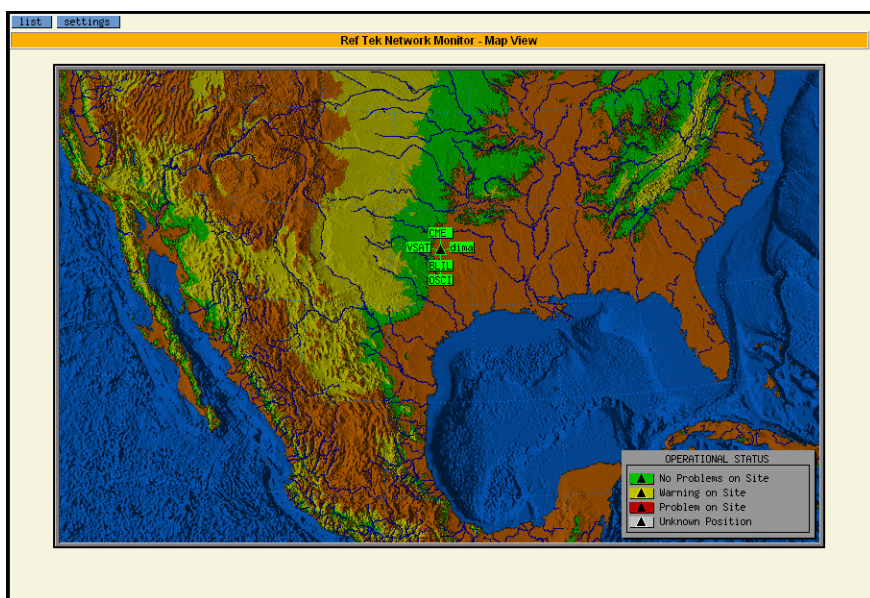 list settings
Ref Tek Network Monitor - Map View
CME
VSAT dima
BLIL
OSCI
OPERATIONAL STATUS
No Problems on Site
Warning on Site
Problem on Site
Unknown Position